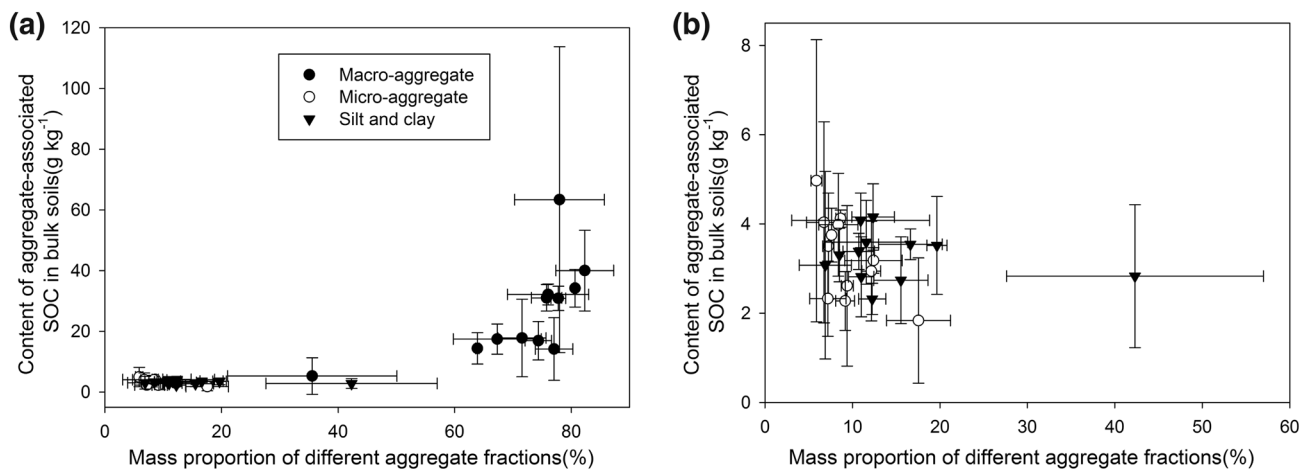 (a)
120
100
80
60
40
20
0
Content of aggregate-associated
SOC in bulk soils(g kg⁻¹)
Macro-aggregate
Micro-aggregate
Silt and clay
0 20 40 60 80
Mass proportion of different aggregate fractions(%)
(b)
8
6
4
2
0
Content of aggregate-associated
SOC in bulk soils(g kg⁻¹)
0 10 20 30 40 50 60
Mass proportion of different aggregate fractions(%)